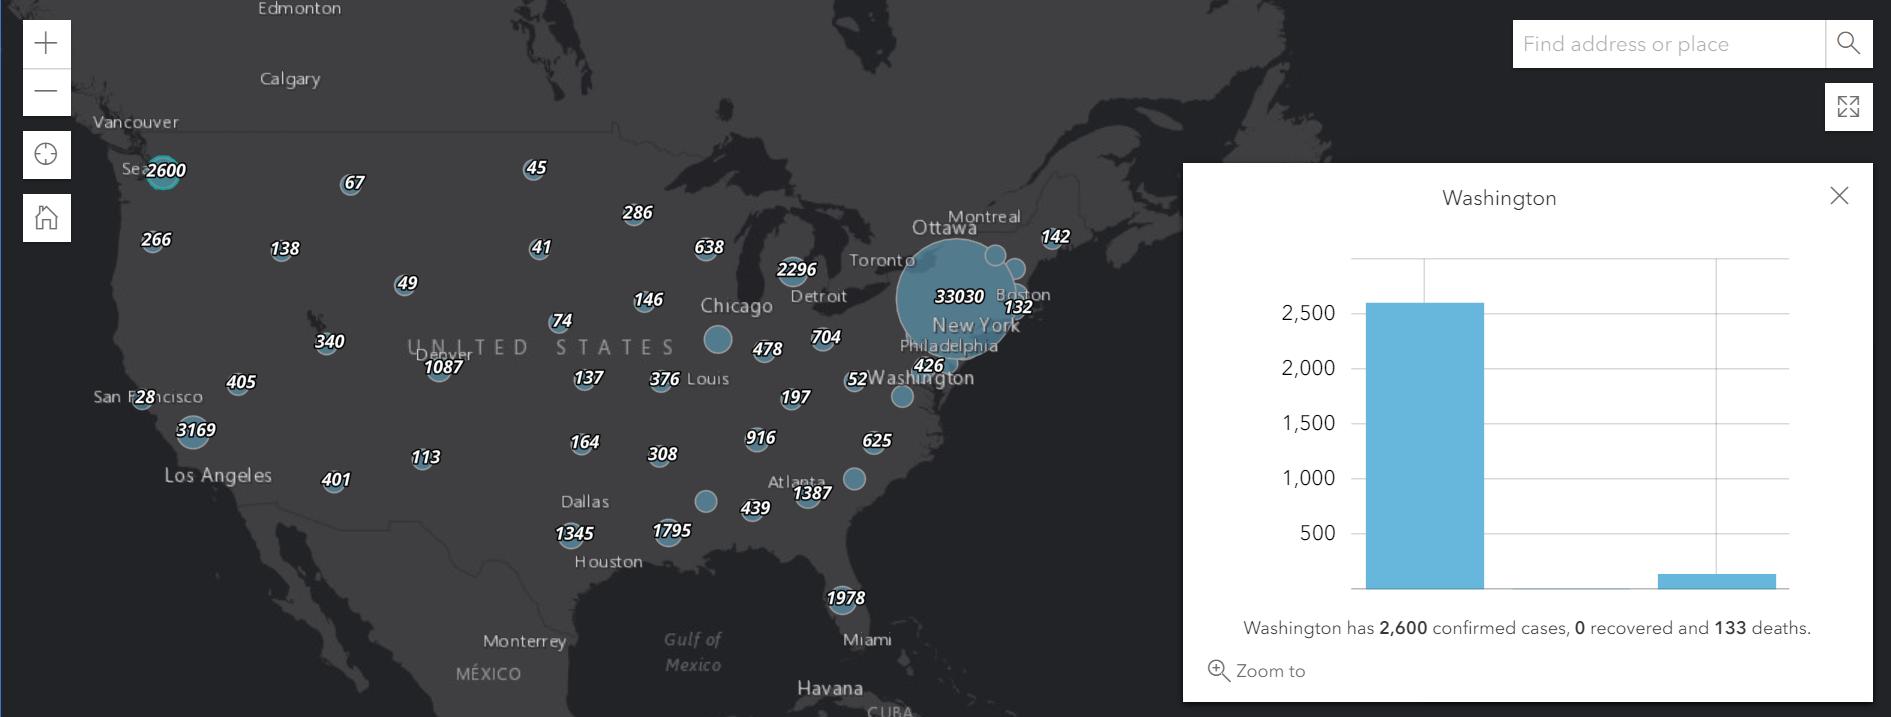 Edmonton
Find address or place
Calgary
Vancouver
2600
45
67
Washington
286
Montreal
Ottawa
142
266
138
41
638
Toronto
2296
49
Detroit
33030
Boston
146
Chicago
132
74
New York
2,500
340
UNITED STATES
478
704
Philadelphia
Denver
1087
426
2,000
405
137
376
Louis
52
Washington
28
197
3169
1,500
164
916
625
113
308
Los Angeles
401
1,000
Atlanta
1387
Dallas
439
1345
1795
500
Houston
1978
Washington has 2,600 confirmed cases, 0 recovered and 133 deaths.
Monterrey
Gulf of
Mexico
Miami
MÉXICO
Zoom to
Havana
CUBA